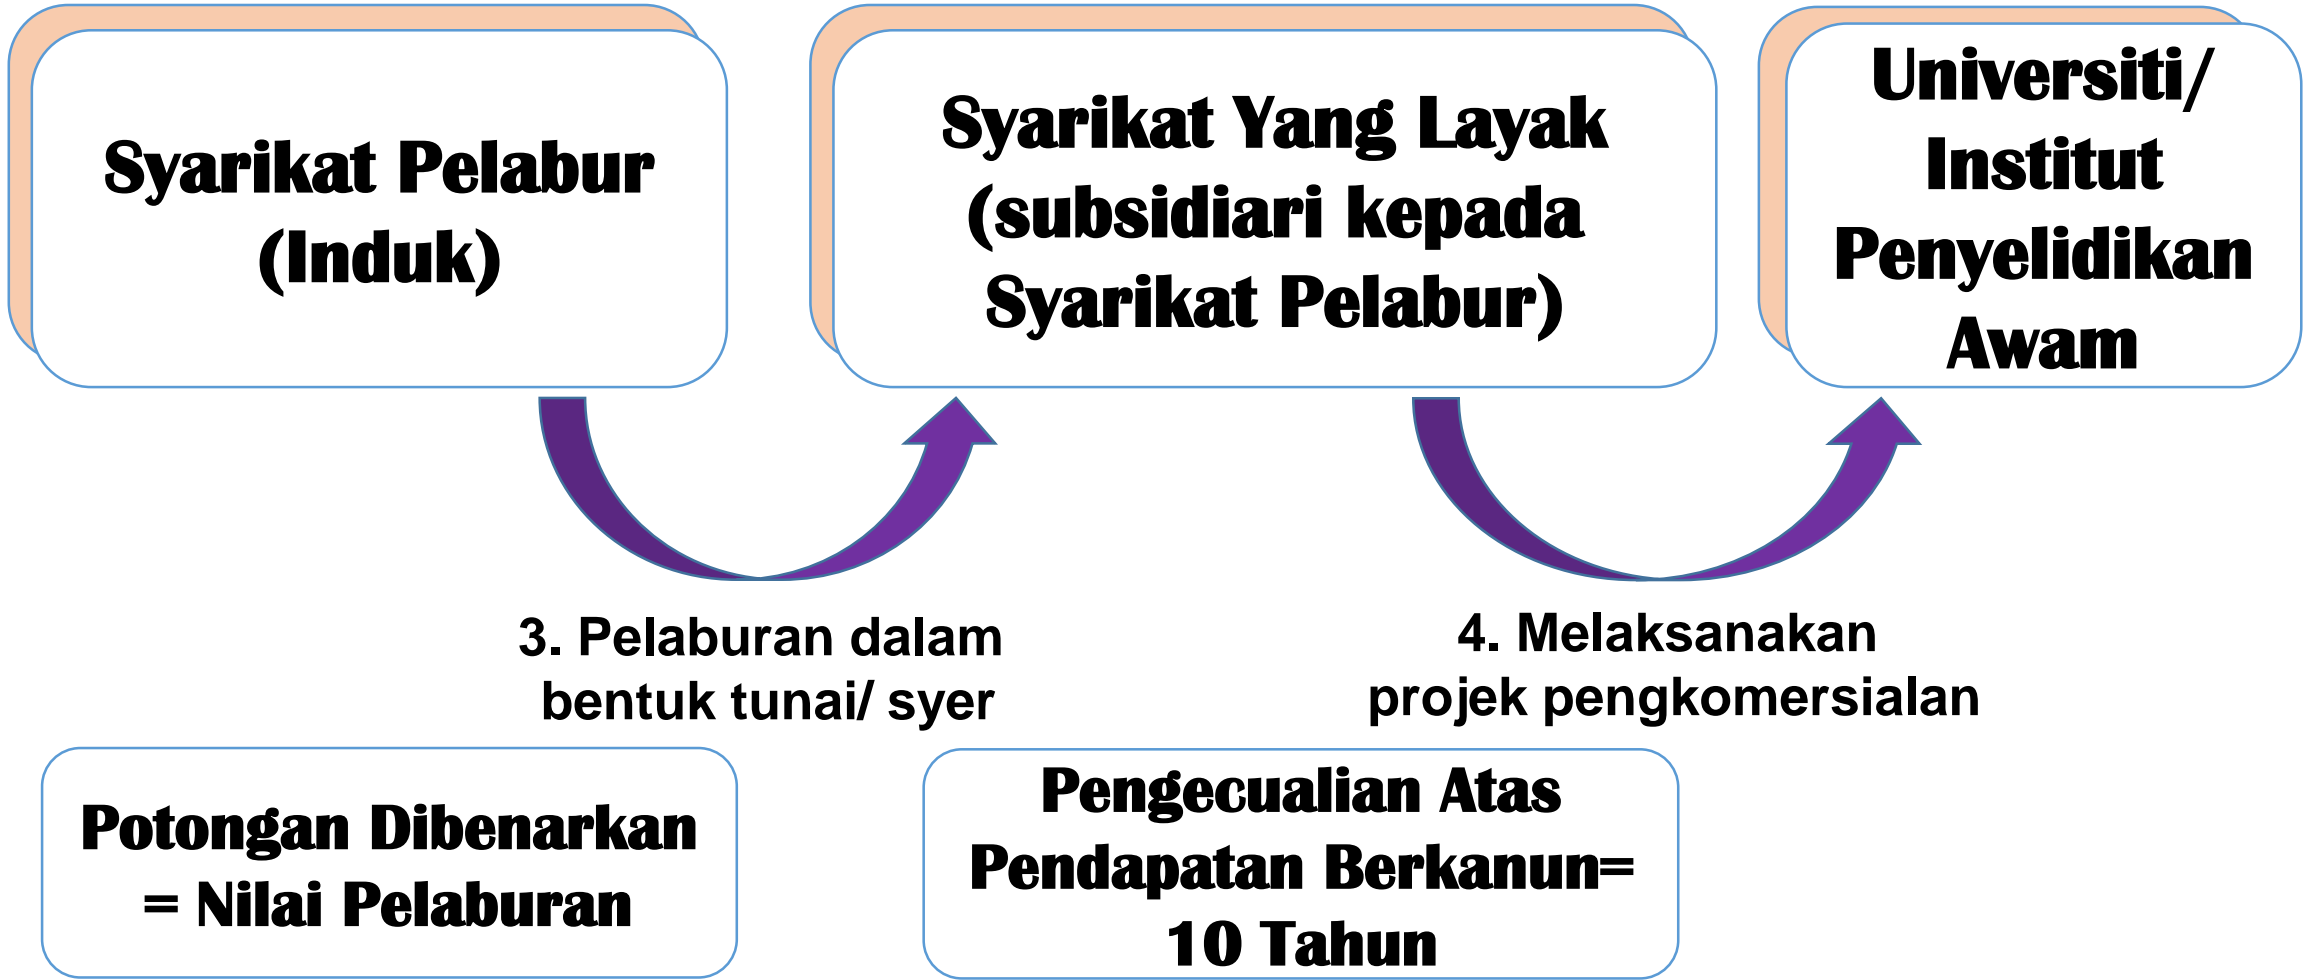 Syarikat Pelabur
(Induk)
Syarikat Yang Layak
(subsidiari kepada
Syarikat Pelabur)
Universiti/
Institut
Penyelidikan
Awam
3. Pelaburan dalam
bentuk tunai/ syer
4. Melaksanakan
projek pengkomersialan
Potongan Dibenarkan
= Nilai Pelaburan
Pengecualian Atas
Pendapatan Berkanun=
10 Tahun